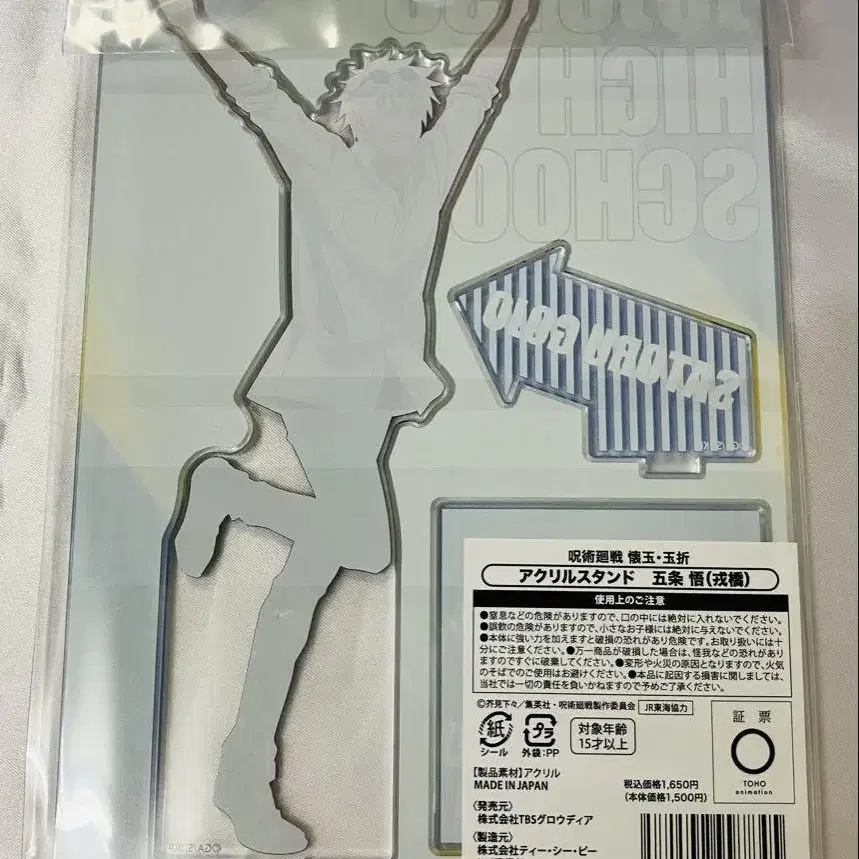 HIGH
SCHOO
SATORU GOJO
呪術廻戦 懐玉・玉折
アクリルスタンド 五条 悟(戎橋)
使用上のご注意
●窒息などの危険がありますので、口の中には絶対に入れないでください。
●誤飲の危険がありますので、小さなお子様には絶対に与えないでください。
●本体に強い力を加えますと破損の恐れがあり危険です。お取り扱いには十
分にご注意ください。●万一商品が破損した場合は、怪我などの恐れがあり
ますのですぐに破棄してください。●変形や火災の原因となりますので、火気
のそばでのご使用はお避けください。●本品に起因する損害に関しましては、
当社では一切の責任を負いかねますので予めご了承ください。
©芥見下々/集英社・呪術廻戦製作委員会 JR東海協力
紙 プラ 対象年齢
シール 外袋:PP 15才以上
証票
TOHO
animation
【製品素材】アクリル
MADE IN JAPAN
税込価格1,650円
(本体価格1,500円)
〈発売元〉
株式会社TBSグロウディア
〈製造元〉
株式会社ティー・シー・ピー